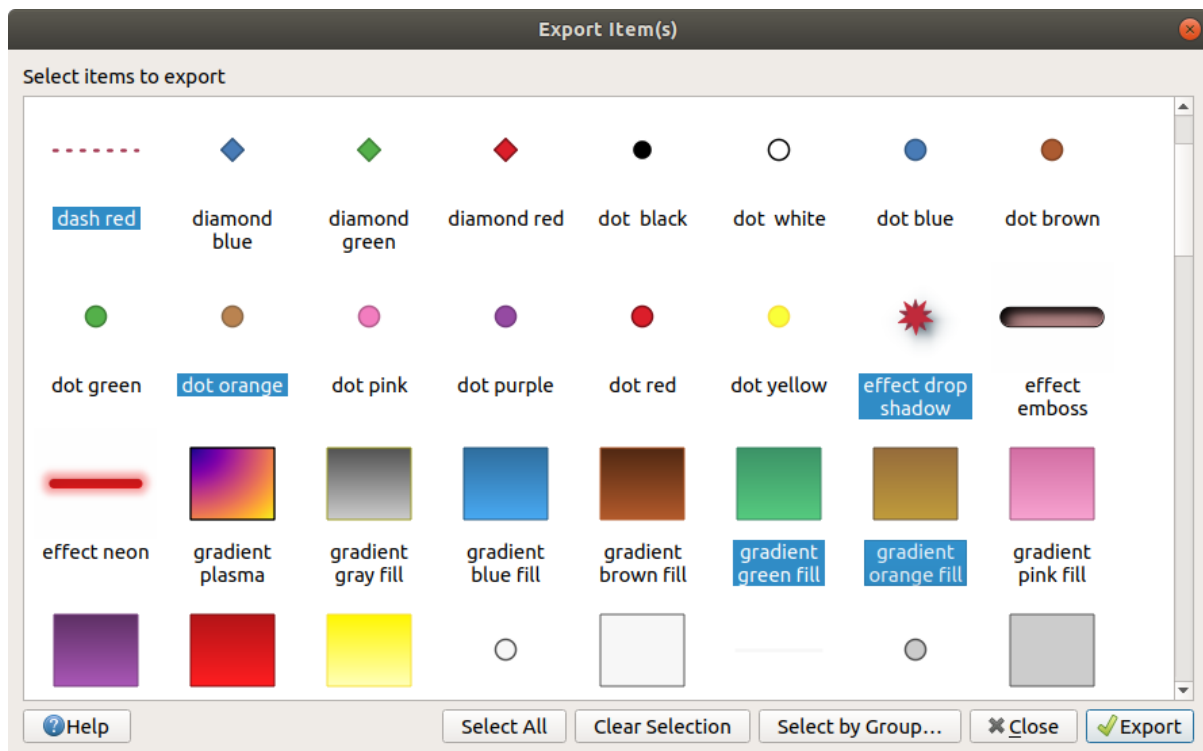 Export Item(s)
Select items to export
dash red
diamond blue
diamond green
diamond red
dot  black
dot  white
dot blue
dot brown
dot green
dot orange
dot pink
dot purple
dot red
dot yellow
effect drop shadow
effect emboss
effect neon
gradient plasma
gradient gray fill
gradient blue fill
gradient brown fill
gradient green fill
gradient orange fill
gradient pink fill
Help
Select All
Clear Selection
Select by Group...
Close
Export